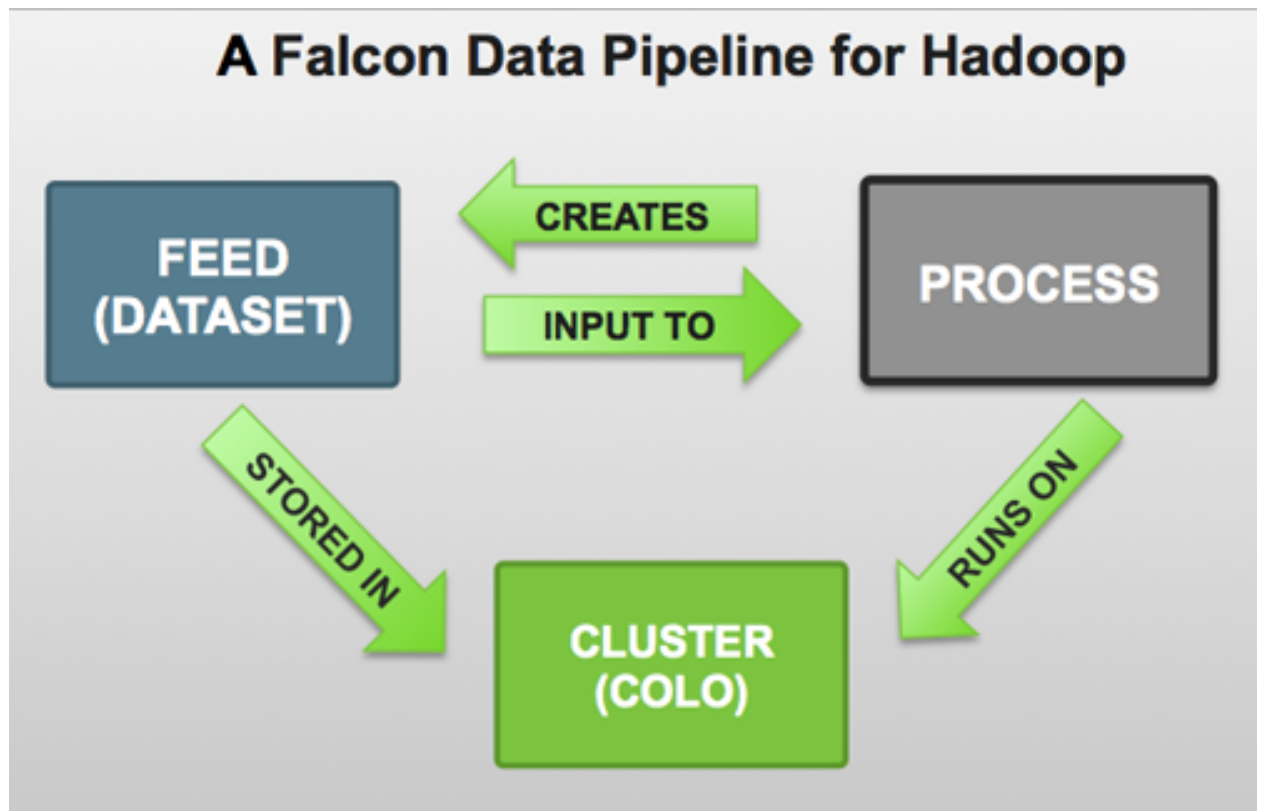 A Falcon Data Pipeline for Hadoop
CREATES
FEED
(DATASET)
PROCESS
INPUT TO
STORED IN
RUNS ON
CLUSTER
(COLO)